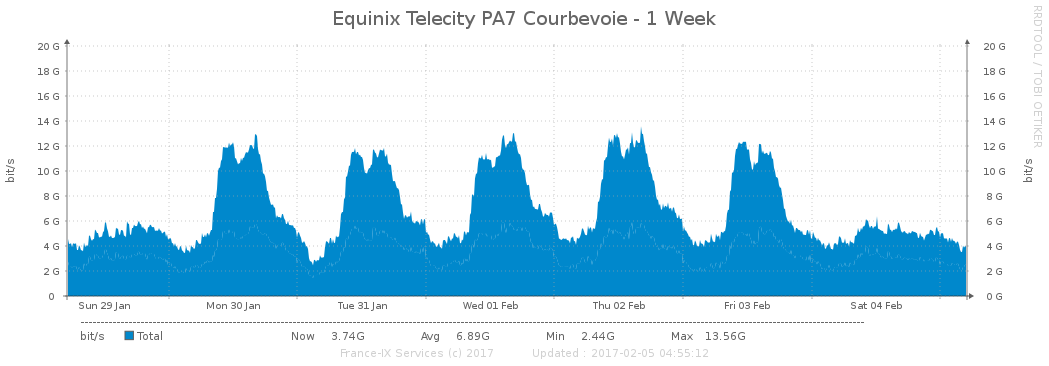 Equinix Telecity PA7 Courbevoie - 1 Week
RRDTOOL / TOBI OETIKER
20 G 20 G
18 G 18 G
16 G 16 G
14 G 14 G
12 G 12 G
10 G 10 G
8 G 8 G
6 G 6 G
4 G 4 G
2 G 2 G
0 0 G
bit/s
bit/s
Sun 29 Jan Mon 30 Jan Tue 31 Jan Wed 01 Feb Thu 02 Feb Fri 03 Feb Sat 04 Feb
bit/s Total Now 3.74G Avg 6.89G Min 2.44G Max 13.56G
France-IX Services (c) 2017 Updated : 2017-02-05 04:55:12